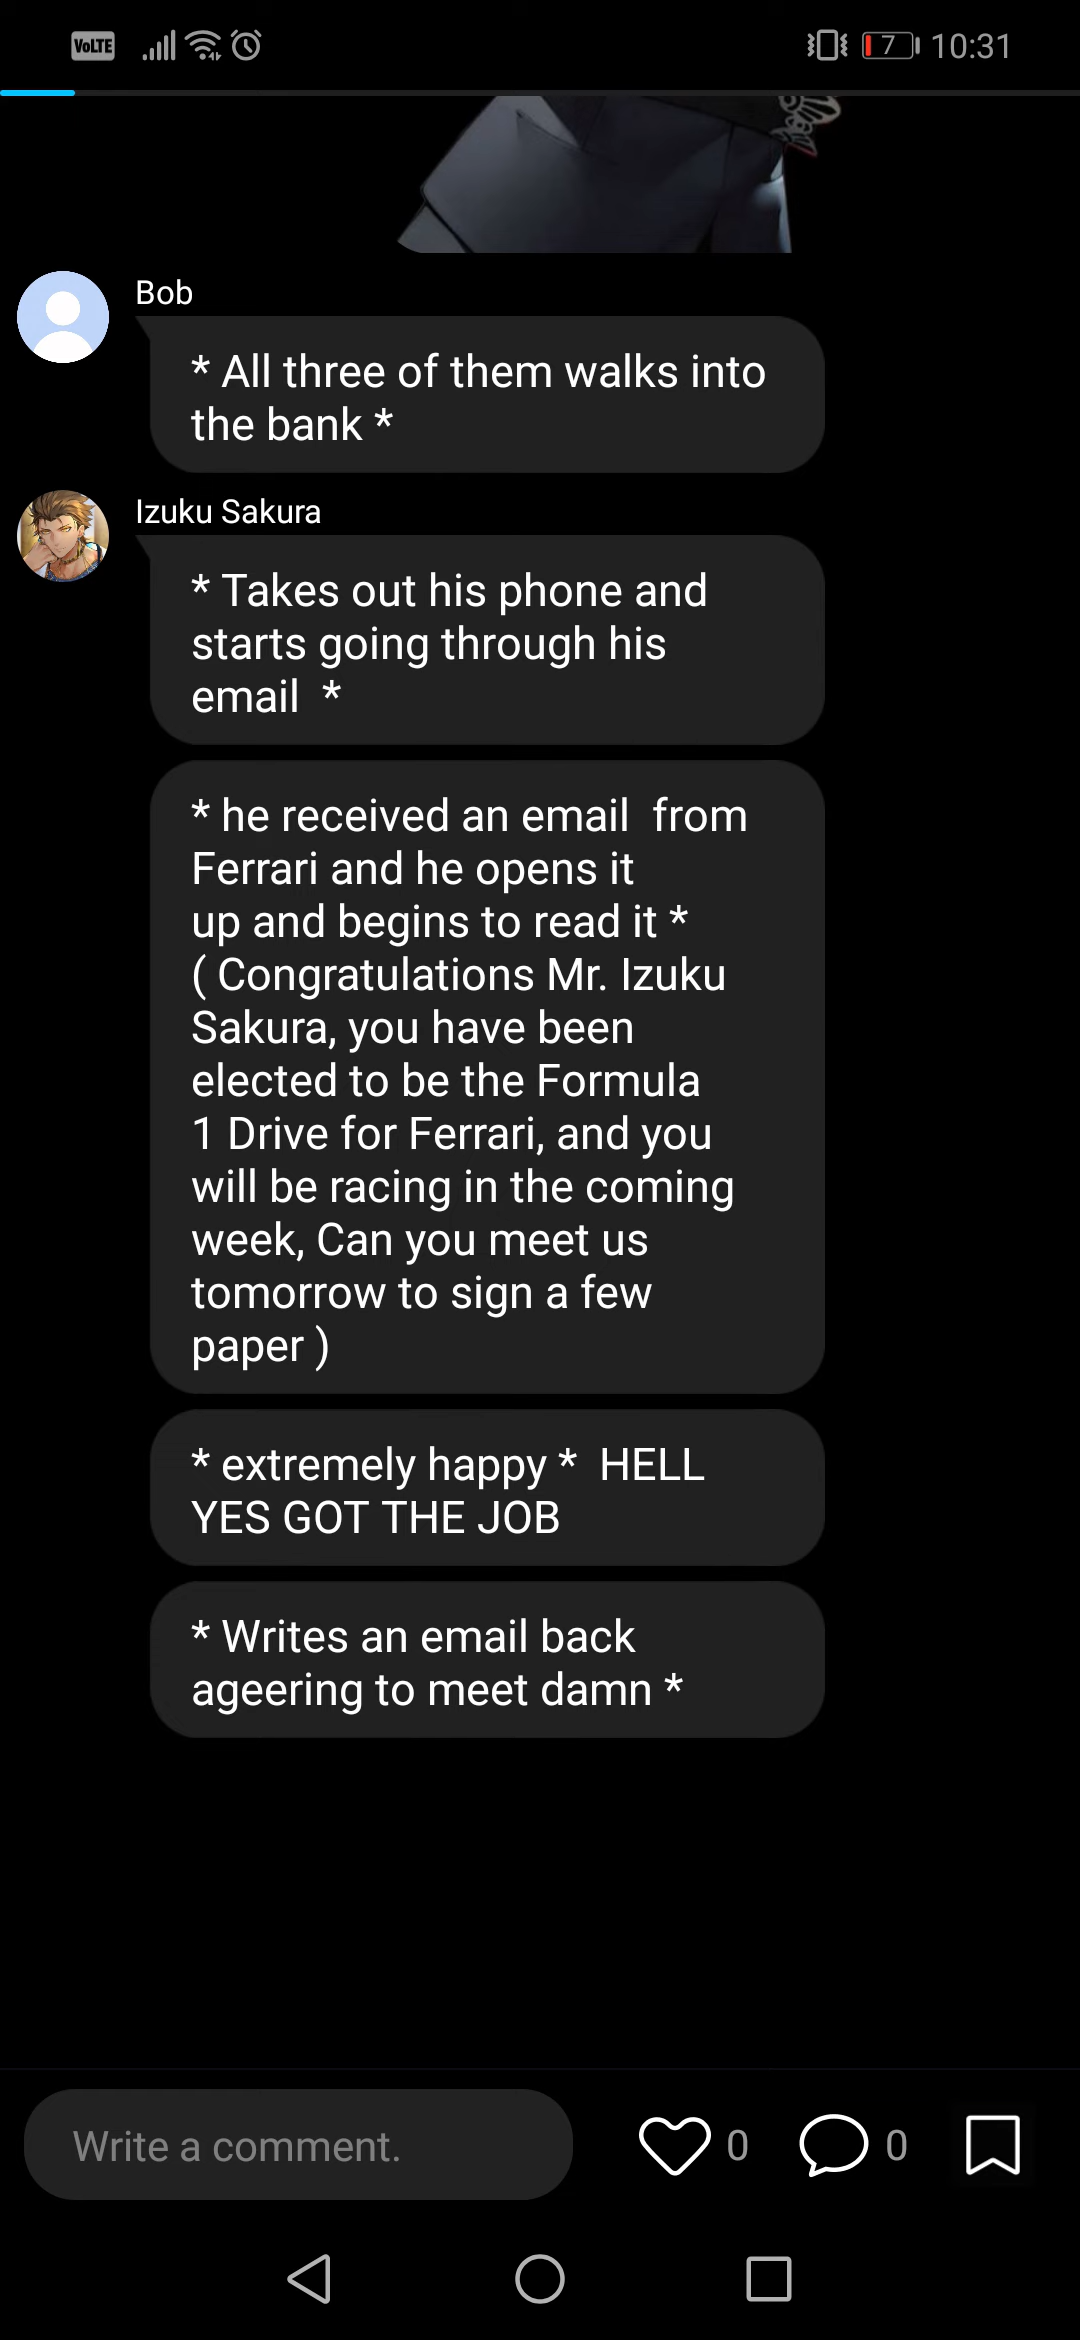 VoLTE 7 10:31
Bob
* All three of them walks into
the bank *
Izuku Sakura
* Takes out his phone and
starts going through his
email  *
* he received an email  from
Ferrari and he opens it
up and begins to read it *
( Congratulations Mr. Izuku
Sakura, you have been
elected to be the Formula
1 Drive for Ferrari, and you
will be racing in the coming
week, Can you meet us
tomorrow to sign a few
paper )
* extremely happy *  HELL
YES GOT THE JOB
* Writes an email back
ageering to meet damn *
Write a comment.
0
0